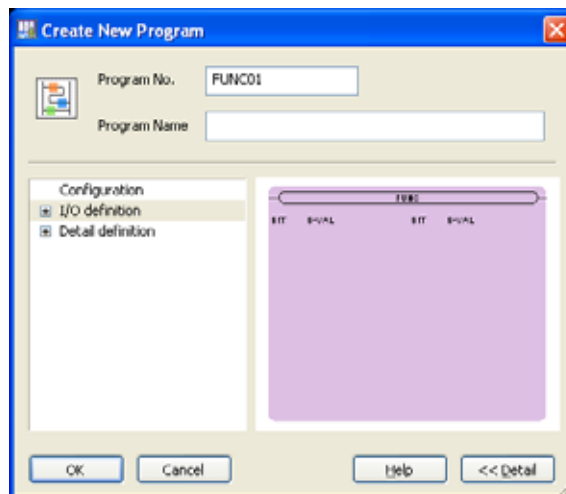 Create New Program
Program No. FUNC01
Program Name
Configuration
I/O definition
Detail definition
FUNC
BIT B-VAL BIT B-VAL
OK Cancel Help << Detail